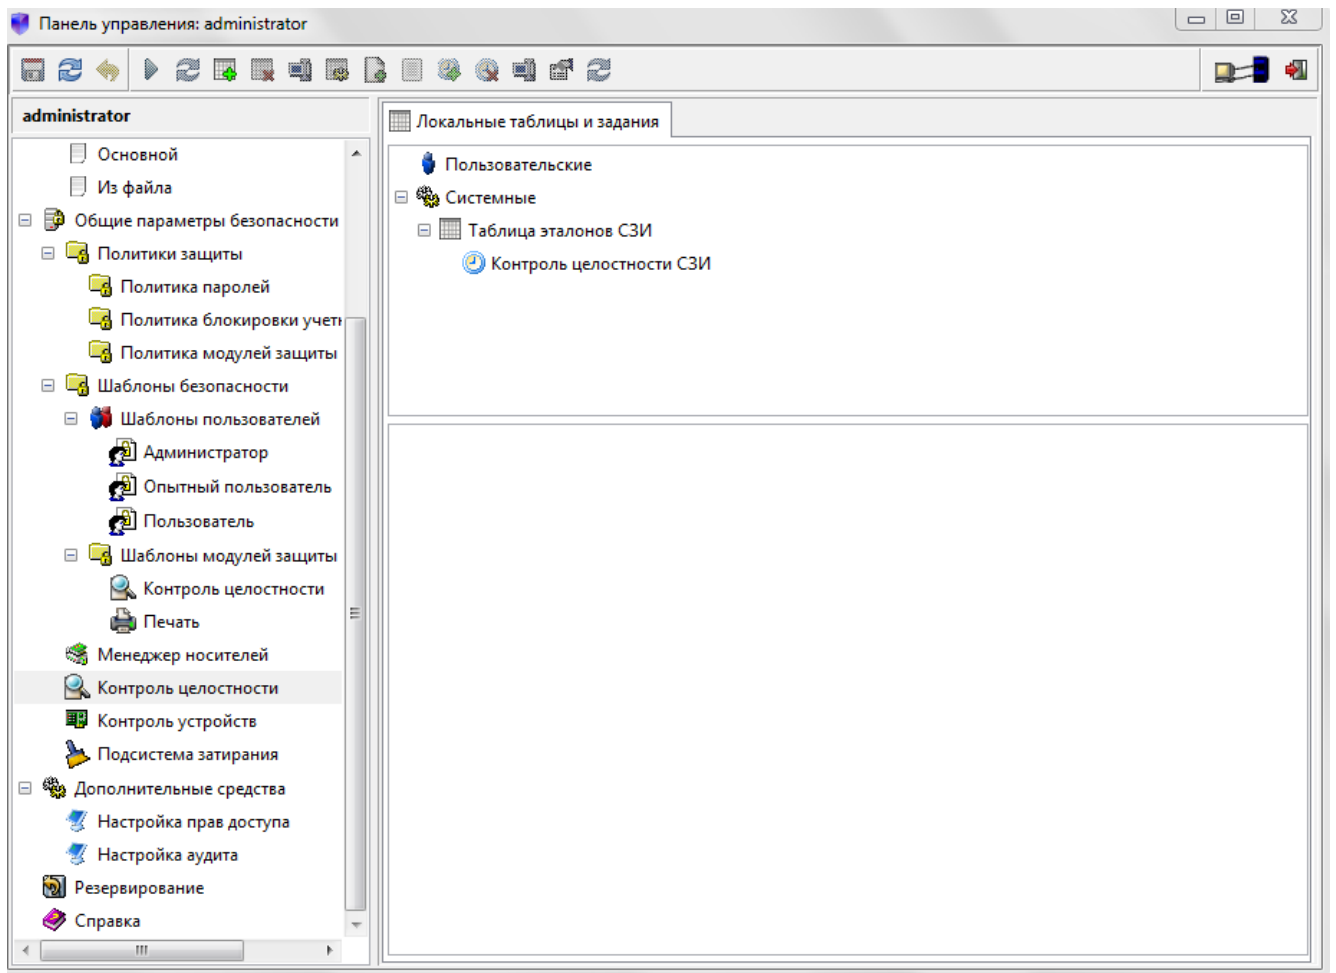 Панель управления: administrator
administrator
Основной
Из файла
Общие параметры безопасности
Политики защиты
Политика паролей
Политика блокировки учетн
Политика модулей защиты
Шаблоны безопасности
Шаблоны пользователей
Администратор
Опытный пользователь
Пользователь
Шаблоны модулей защиты
Контроль целостности
Печать
Менеджер носителей
Контроль целостности
Контроль устройств
Подсистема затирания
Дополнительные средства
Настройка прав доступа
Настройка аудита
Резервирование
Справка
Локальные таблицы и задания
Пользовательские
Системные
Таблица эталонов СЗИ
Контроль целостности СЗИ